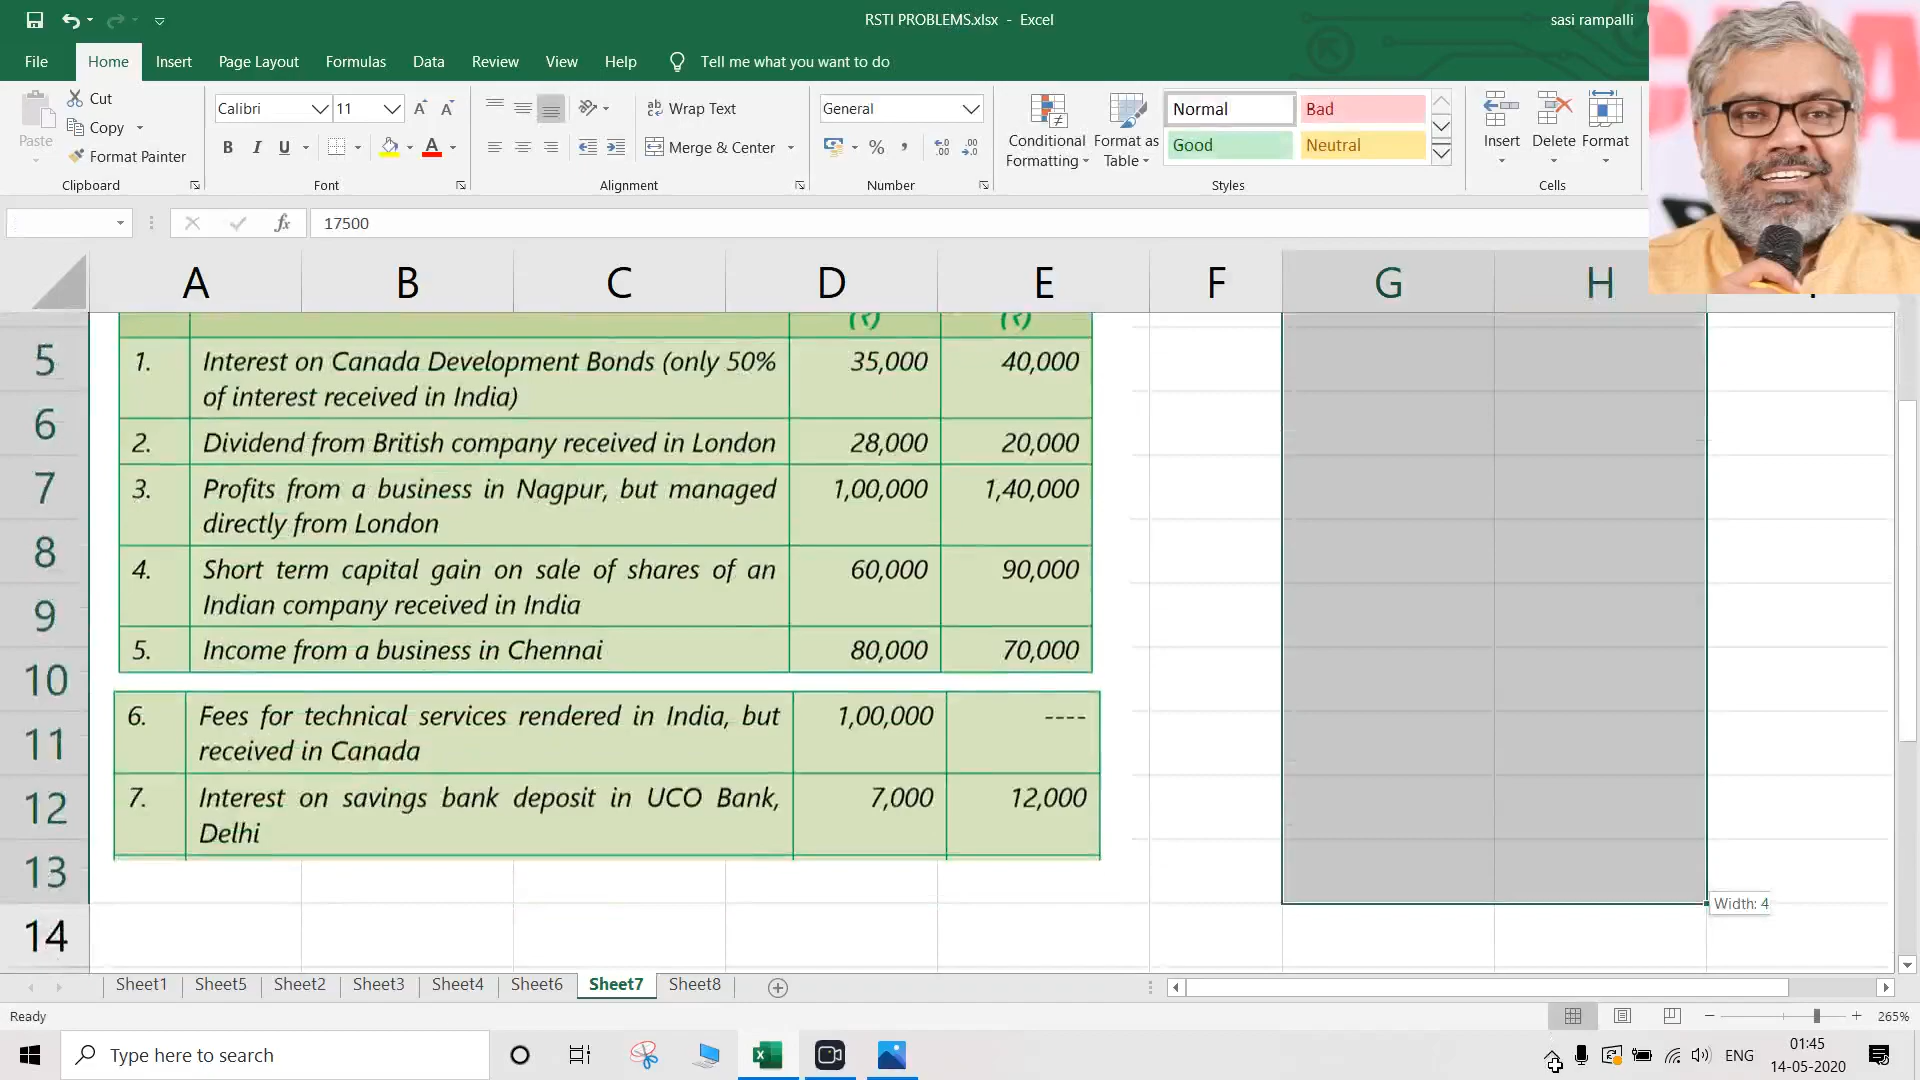 RSTI PROBLEMS.xlsx - Excel
sasi rampalli
File Home Insert Page Layout Formulas Data Review View Help Tell me what you want to do
Paste
Cut
Copy
Format Painter
Clipboard
Calibri 11
B I U
Font
Wrap Text
Merge & Center
Alignment
General
Number
Conditional Formatting
Format as Table
Normal Bad
Good Neutral
Styles
Insert Delete Format
Cells
fx 17500
A B C D E F G H
(₹) (₹)
5
6
7
8
9
10
11
12
13
14
1. Interest on Canada Development Bonds (only 50% 35,000 40,000
of interest received in India)
2. Dividend from British company received in London 28,000 20,000
3. Profits from a business in Nagpur, but managed 1,00,000 1,40,000
directly from London
4. Short term capital gain on sale of shares of an 60,000 90,000
Indian company received in India
5. Income from a business in Chennai 80,000 70,000
6. Fees for technical services rendered in India, but 1,00,000 ----
received in Canada
7. Interest on savings bank deposit in UCO Bank, 7,000 12,000
Delhi
Width: 4
Sheet1 Sheet5 Sheet2 Sheet3 Sheet4 Sheet6 Sheet7 Sheet8
Ready
265%
Type here to search
ENG
01:45
14-05-2020